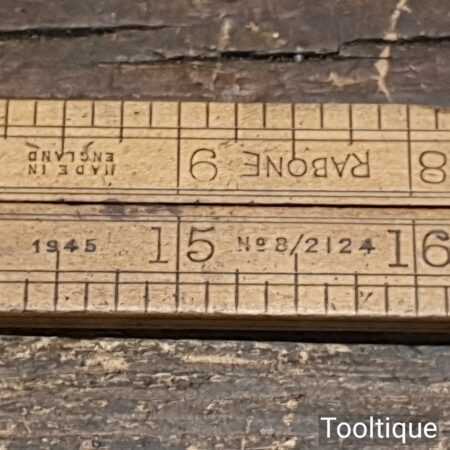 8 RABONE 9 MADE IN
ENGLAND
1945 15 No 8/2124 16
Tooltique